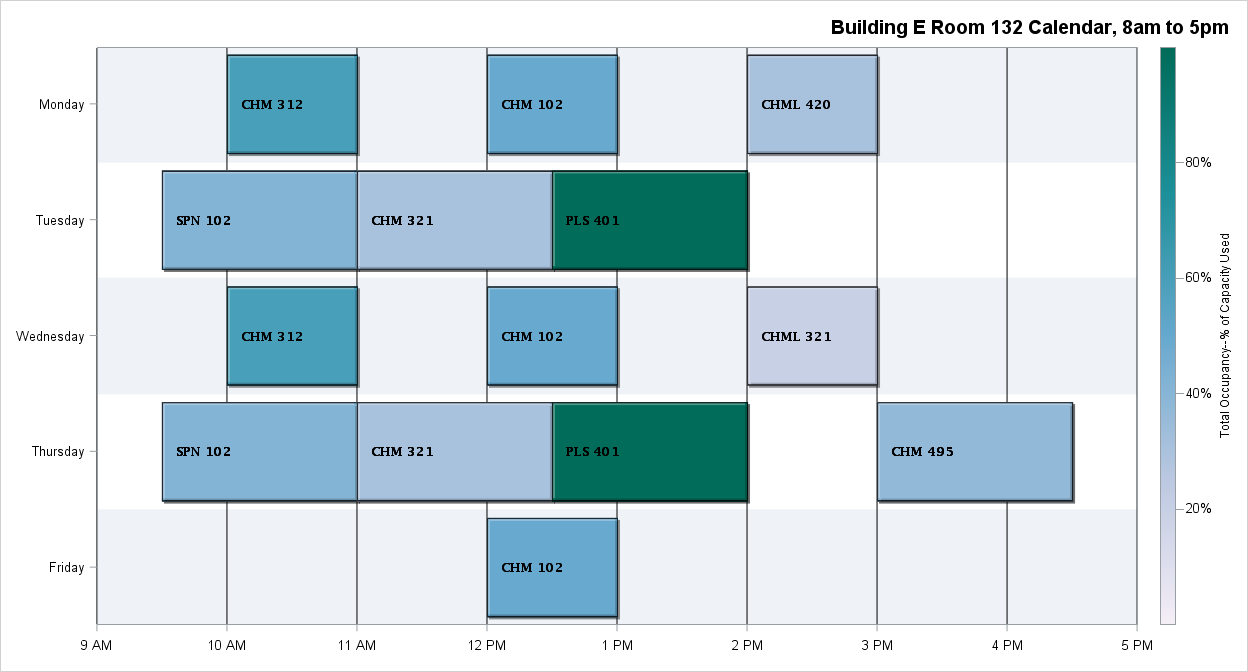 Building E Room 132 Calendar, 8am to 5pm
Monday
CHM 312
CHM 102
CHML 420
Tuesday
SPN 102
CHM 321
PLS 401
Wednesday
CHM 312
CHM 102
CHML 321
Thursday
SPN 102
CHM 321
PLS 401
CHM 495
Friday
CHM 102
9 AM
10 AM
11 AM
12 PM
1 PM
2 PM
3 PM
4 PM
5 PM
80%
60%
40%
20%
Total Occupancy--% of Capacity Used